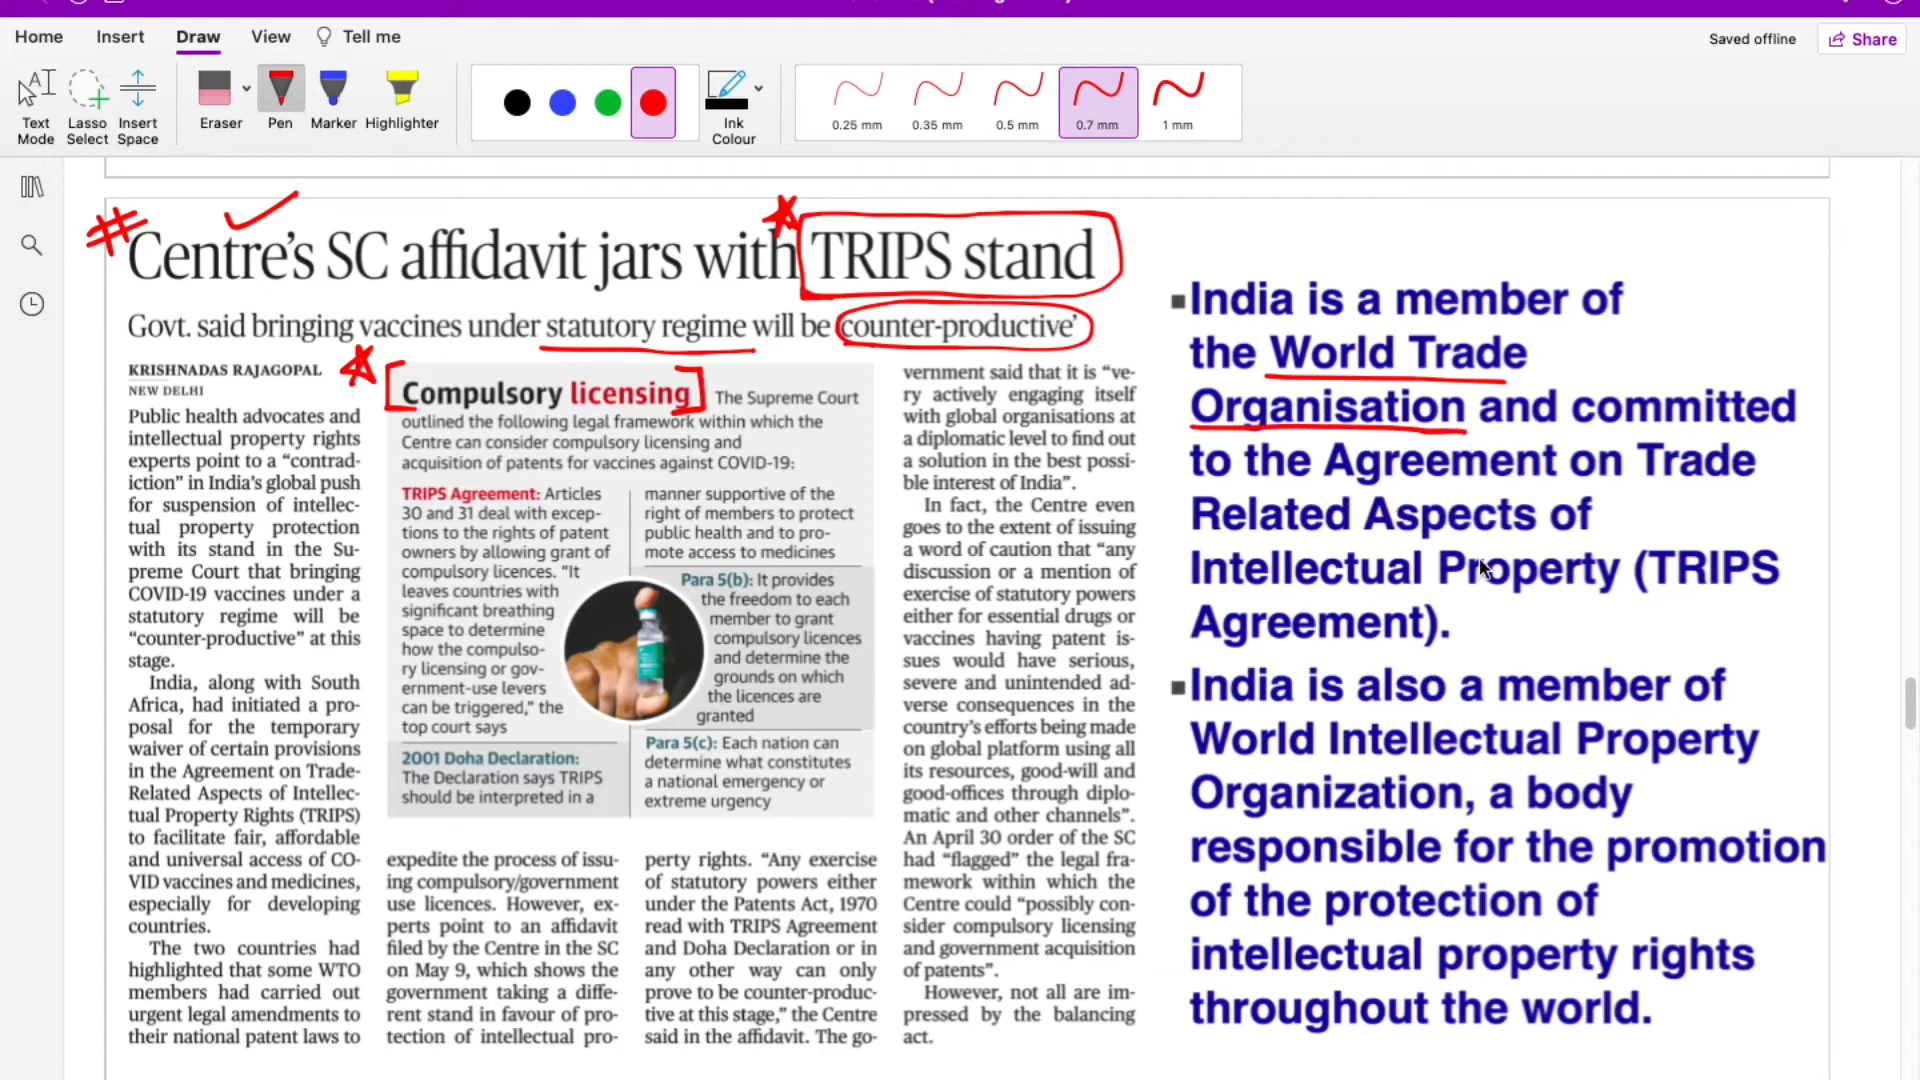 Home Insert Draw View Tell me
Saved offline Share
Text Mode
Lasso Select
Insert Space
Eraser
Pen
Marker
Highlighter
Ink Colour
0.25 mm
0.35 mm
0.5 mm
0.7 mm
1 mm
Centre's SC affidavit jars with TRIPS stand
Govt. said bringing vaccines under statutory regime will be counter-productive'
KRISHNADAS RAJAGOPAL
NEW DELHI
Public health advocates and
intellectual property rights
experts point to a “contrad-
iction” in India's global push
for suspension of intellec-
tual property protection
with its stand in the Su-
preme Court that bringing
COVID-19 vaccines under a
statutory regime will be
“counter-productive” at this
stage.
India, along with South
Africa, had initiated a pro-
posal for the temporary
waiver of certain provisions
in the Agreement on Trade-
Related Aspects of Intellec-
tual Property Rights (TRIPS)
to facilitate fair, affordable
and universal access of CO-
VID vaccines and medicines,
especially for developing
countries.
The two countries had
highlighted that some WTO
members had carried out
urgent legal amendments to
their national patent laws to
Compulsory licensing The Supreme Court
outlined the following legal framework within which the
Centre can consider compulsory licensing and
acquisition of patents for vaccines against COVID-19:
TRIPS Agreement: Articles
30 and 31 deal with excep-
tions to the rights of patent
owners by allowing grant of
compulsory licences. “It
leaves countries with
significant breathing
space to determine
how the compulso-
ry licensing or gov-
ernment-use levers
can be triggered,” the
top court says
2001 Doha Declaration:
The Declaration says TRIPS
should be interpreted in a
manner supportive of the
right of members to protect
public health and to pro-
mote access to medicines
Para 5(b): It provides
the freedom to each
member to grant
compulsory licences
and determine the
grounds on which
the licences are
granted
Para 5(c): Each nation can
determine what constitutes
a national emergency or
extreme urgency
expedite the process of issu-
ing compulsory/government
use licences. However, ex-
perts point to an affidavit
filed by the Centre in the SC
on May 9, which shows the
government taking a diffe-
rent stand in favour of pro-
tection of intellectual pro-
perty rights. “Any exercise
of statutory powers either
under the Patents Act, 1970
read with TRIPS Agreement
and Doha Declaration or in
any other way can only
prove to be counter-produc-
tive at this stage,” the Centre
said in the affidavit. The go-
vernment said that it is “ve-
ry actively engaging itself
with global organisations at
a diplomatic level to find out
a solution in the best possi-
ble interest of India”.
In fact, the Centre even
goes to the extent of issuing
a word of caution that “any
discussion or a mention of
exercise of statutory powers
either for essential drugs or
vaccines having patent is-
sues would have serious,
severe and unintended ad-
verse consequences in the
country's efforts being made
on global platform using all
its resources, good-will and
good-offices through diplo-
matic and other channels”.
An April 30 order of the SC
had “flagged” the legal fra-
mework within which the
Centre could “possibly con-
sider compulsory licensing
and government acquisition
of patents”.
However, not all are im-
pressed by the balancing
act.
▪India is a member of
the World Trade
Organisation and committed
to the Agreement on Trade
Related Aspects of
Intellectual Property (TRIPS
Agreement).
▪India is also a member of
World Intellectual Property
Organization, a body
responsible for the promotion
of the protection of
intellectual property rights
throughout the world.